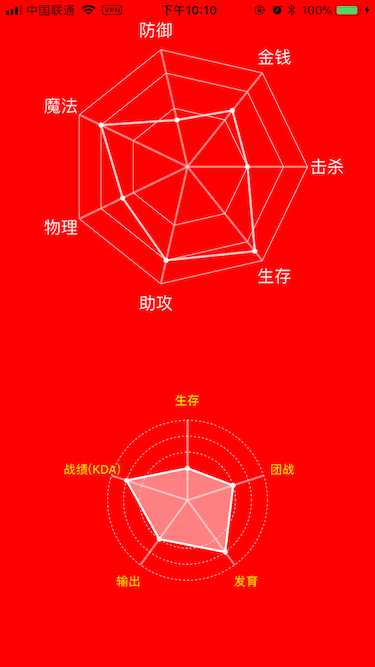 中国联通 VPN 下午10:10 100%
防御
金钱
魔法
击杀
物理
生存
助攻
生存
战绩(KDA)
团战
输出
发育